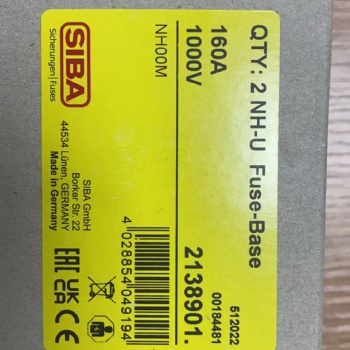 QTY: 2 NH-U Fuse-Base
160A
1000V
NH00M
2138901.
512022
00184481
4 028854 049194
SIBA
Sicherungen | Fuses
SIBA GmbH
Borker Str. 22
44534 Lünen, GERMANY
Made in Germany
EAC
UK
CA
CE